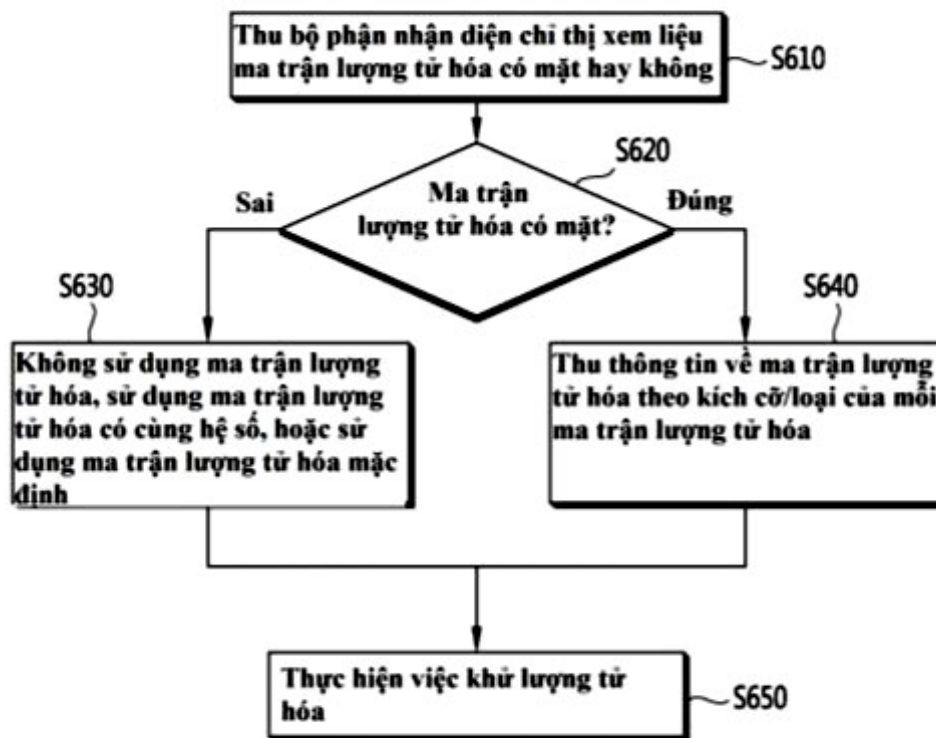 Thu bộ phận nhận diện chỉ thị xem liệu
ma trận lượng tử hóa có mặt hay không
S610
S620
Ma trận
lượng tử hóa có mặt?
Sai
Đúng
S630
Không sử dụng ma trận lượng
tử hóa, sử dụng ma trận lượng
tử hóa có cùng hệ số, hoặc sử
dụng ma trận lượng tử hóa mặc
định
S640
Thu thông tin về ma trận lượng
tử hóa theo kích cỡ/loại của mỗi
ma trận lượng tử hóa
Thực hiện việc khử lượng tử
hóa
S650